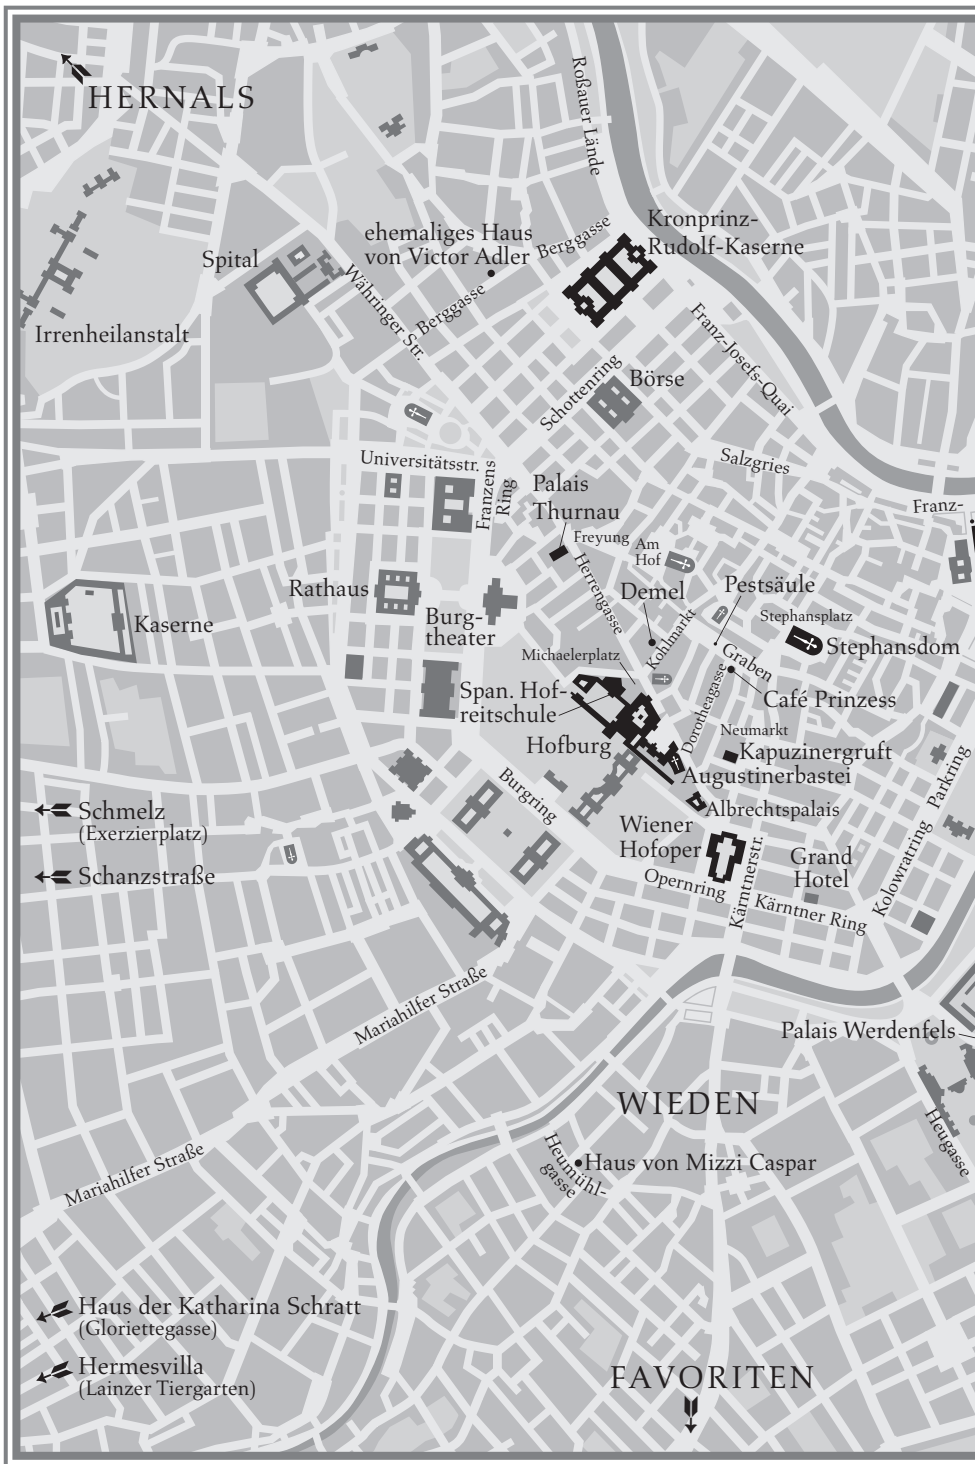 HERNALS
Roßauer Lände
Kronprinz-
Rudolf-Kaserne
ehemaliges Haus
von Victor Adler
Berggasse
Spital
Währinger Str.
Berggasse
Irrenheilanstalt
Franz-Josefs-Quai
Schottenring
Börse
Universitätsstr.
Franzens
Ring
Salzgries
Palais
Thurnau
Franz-
Freyung
Am
Hof
Herrengasse
Demel
Pestsäule
Rathaus
Burg-
theater
Kaserne
Stephansplatz
Stephansdom
Kohlmarkt
Michaelerplatz
Graben
Span. Hof-
reitschule
Dorotheagasse
Café Prinzess
Hofburg
Neumarkt
Kapuzinergruft
Augustinerbastei
Parkring
Burgring
Albrechtspalais
Schmelz
(Exerzierplatz)
Wiener
Hofoper
Schanzstraße
Opernring
Kärntnerstr.
Grand
Hotel
Kärntner Ring
Kolowratring
Mariahilfer Straße
Palais Werdenfels
WIEDEN
Heugasse
Heumühl-
gasse
Haus von Mizzi Caspar
Mariahilfer Straße
Haus der Katharina Schratt
(Gloriettegasse)
Hermesvilla
(Lainzer Tiergarten)
FAVORITEN